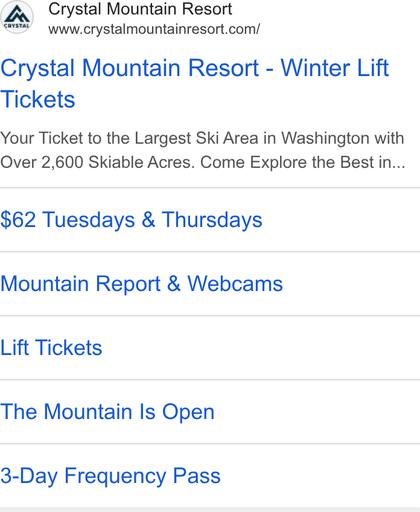 CRYSTAL
Crystal Mountain Resort
www.crystalmountainresort.com/
Crystal Mountain Resort - Winter Lift
Tickets
Your Ticket to the Largest Ski Area in Washington with
Over 2,600 Skiable Acres. Come Explore the Best in...
$62 Tuesdays & Thursdays
Mountain Report & Webcams
Lift Tickets
The Mountain Is Open
3-Day Frequency Pass